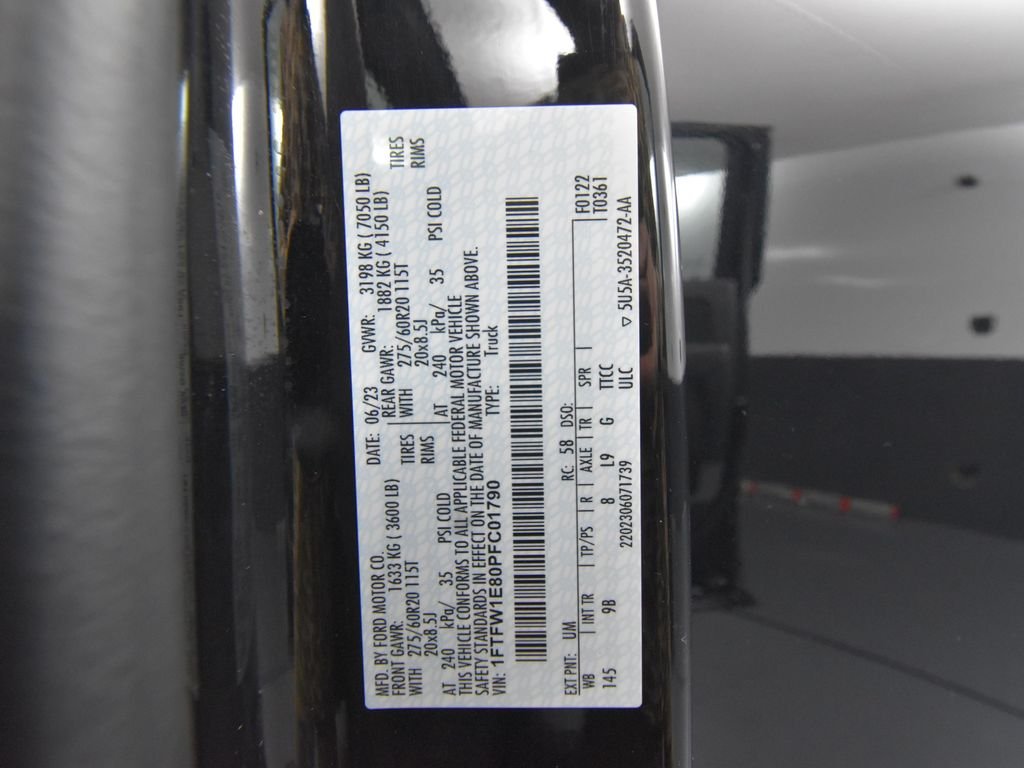 MFD. BY FORD MOTOR CO.
DATE: 06/23 GVWR: 3198 KG ( 7050 LB)
FRONT GAWR: 1633 KG ( 3600 LB) REAR GAWR: 1882 KG ( 4150 LB)
WITH 275/60R20 115T TIRES WITH 275/60R20 115T TIRES
20x8.5J RIMS 20x8.5J RIMS
AT 240 kPa/ 35 PSI COLD AT 240 kPa/ 35 PSI COLD
THIS VEHICLE CONFORMS TO ALL APPLICABLE FEDERAL MOTOR VEHICLE
SAFETY STANDARDS IN EFFECT ON THE DATE OF MANUFACTURE SHOWN ABOVE.
VIN: 1FTFW1E80PFC01790 TYPE: Truck
EXT PNT: UM RC: 58 DSO: F0122
WB INT TR TP/PS R AXLE TR SPR T0361
145 9B 8 L9 G TTCC
2202306071739 ULC ▽ 5U5A-3520472-AA